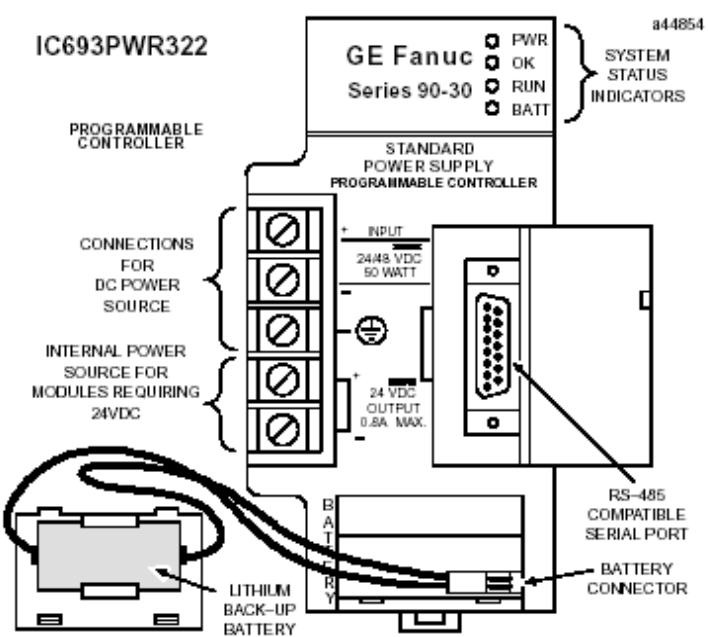 a44854
IC693PWR322
GE Fanuc
Series 90-30
PWR
OK
RUN
BATT
SYSTEM
STATUS
INDICATORS
PROGRAMMABLE
CONTROLLER
STANDARD
POWER SUPPLY
PROGRAMMABLE CONTROLLER
CONNECTIONS
FOR
DC POWER
SOURCE
+ INPUT
24/48 VDC
50 WATT
–
INTERNAL POWER
SOURCE FOR
MODULES REQUIRING
24VDC
+
24 VDC
OUTPUT
0.8A MAX.
–
RS–485
COMPATIBLE
SERIAL PORT
BATTERY
BATTERY
CONNECTOR
LITHIUM
BACK–UP
BATTERY